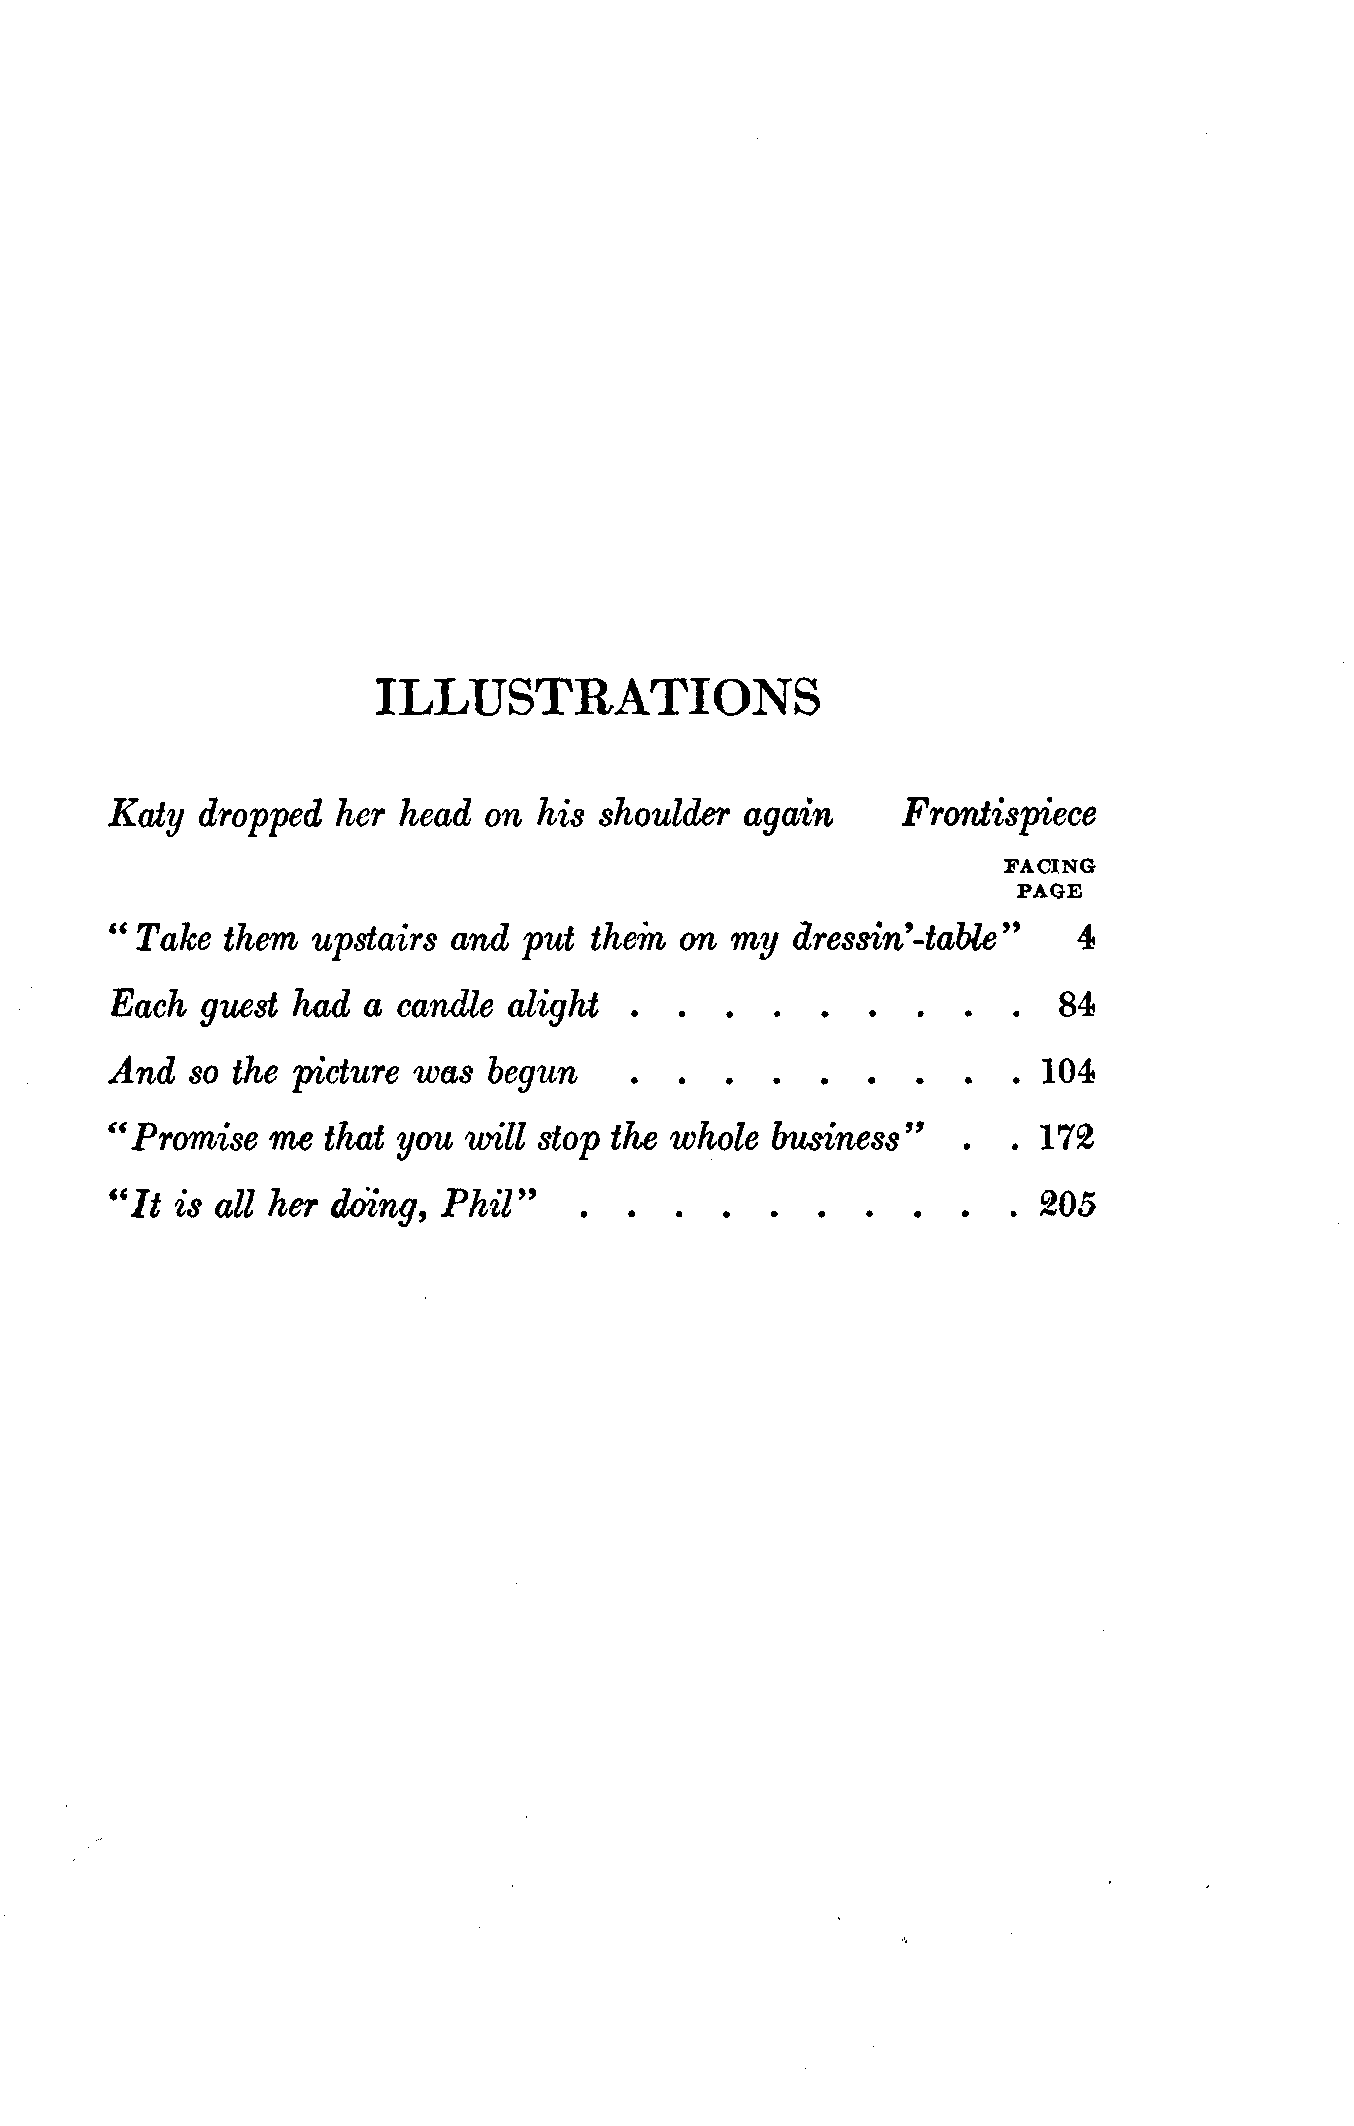 ILLUSTRATIONS
Katy dropped her head on his shoulder again Frontispiece
FACING
PAGE
“Take them upstairs and put them on my dressin’-table” 4
Each guest had a candle alight . . . . . . . . . 84
And so the picture was begun . . . . . . . . . 104
“Promise me that you will stop the whole business” . . 172
“It is all her doing, Phil” . . . . . . . . . . 205